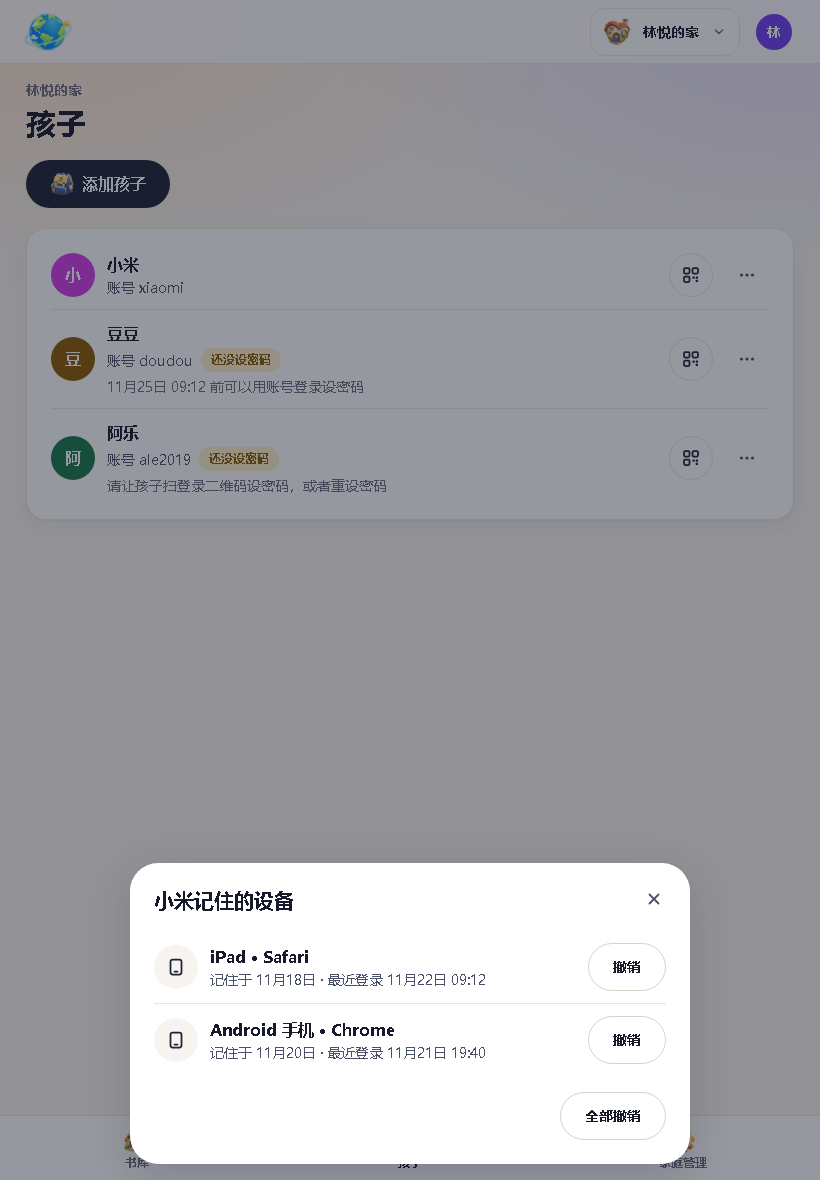 林悦的家
林
林悦的家
孩子
添加孩子
小
小米
账号 xiaomi
豆
豆豆
账号 doudou 还没设密码
11月25日 09:12 前可以用账号登录设密码
阿
阿乐
账号 ale2019 还没设密码
请让孩子扫登录二维码设密码，或者重设密码
小米记住的设备
iPad • Safari
记住于 11月18日 · 最近登录 11月22日 09:12
撤销
Android 手机 • Chrome
记住于 11月20日 · 最近登录 11月21日 19:40
撤销
全部撤销
书库
孩子
家庭管理